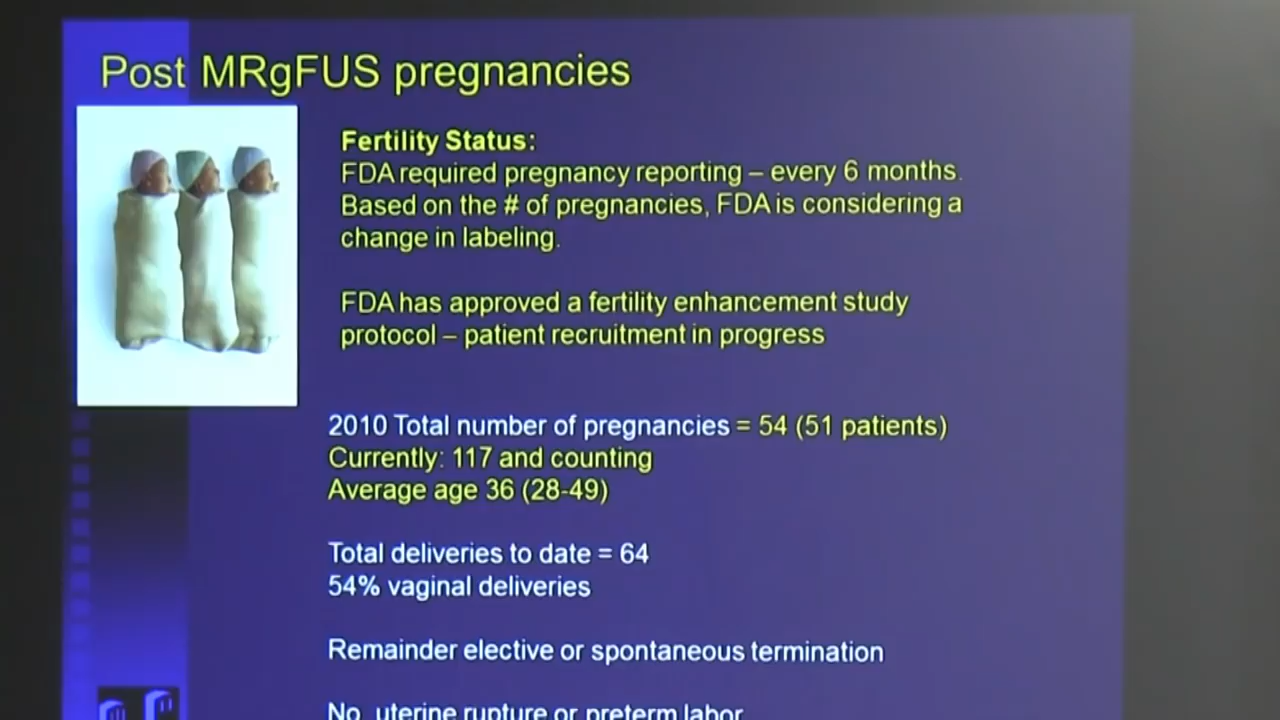 Post MRgFUS pregnancies
Fertility Status:
FDA required pregnancy reporting – every 6 months.
Based on the # of pregnancies, FDA is considering a
change in labeling.
FDA has approved a fertility enhancement study
protocol – patient recruitment in progress
2010 Total number of pregnancies = 54 (51 patients)
Currently: 117 and counting
Average age 36 (28-49)
Total deliveries to date = 64
54% vaginal deliveries
Remainder elective or spontaneous termination
No uterine rupture or preterm labor